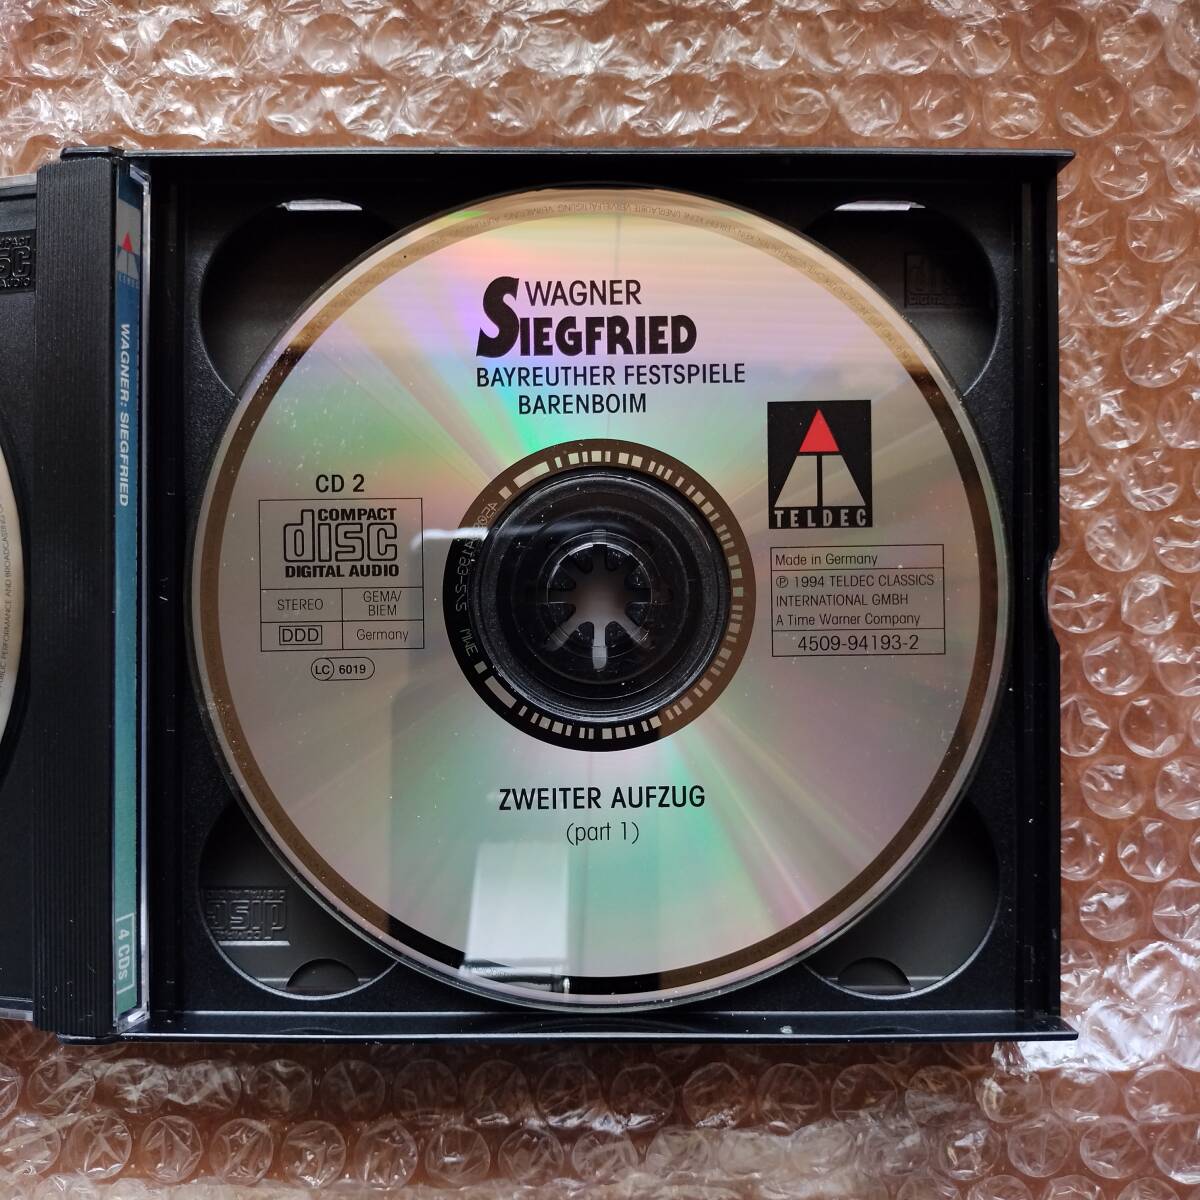 WAGNER
SIEGFRIED
BAYREUTHER FESTSPIELE
BARENBOIM
CD 2
COMPACT
disc
DIGITAL AUDIO
STEREO
GEMA/
BIEM
DDD
Germany
LC 6019
TELDEC
Made in Germany
℗ 1994 TELDEC CLASSICS
INTERNATIONAL GMBH
A Time Warner Company
4509-94193-2
ZWEITER AUFZUG
(part 1)
TELDEC
WAGNER: SIEGFRIED
4 CDs